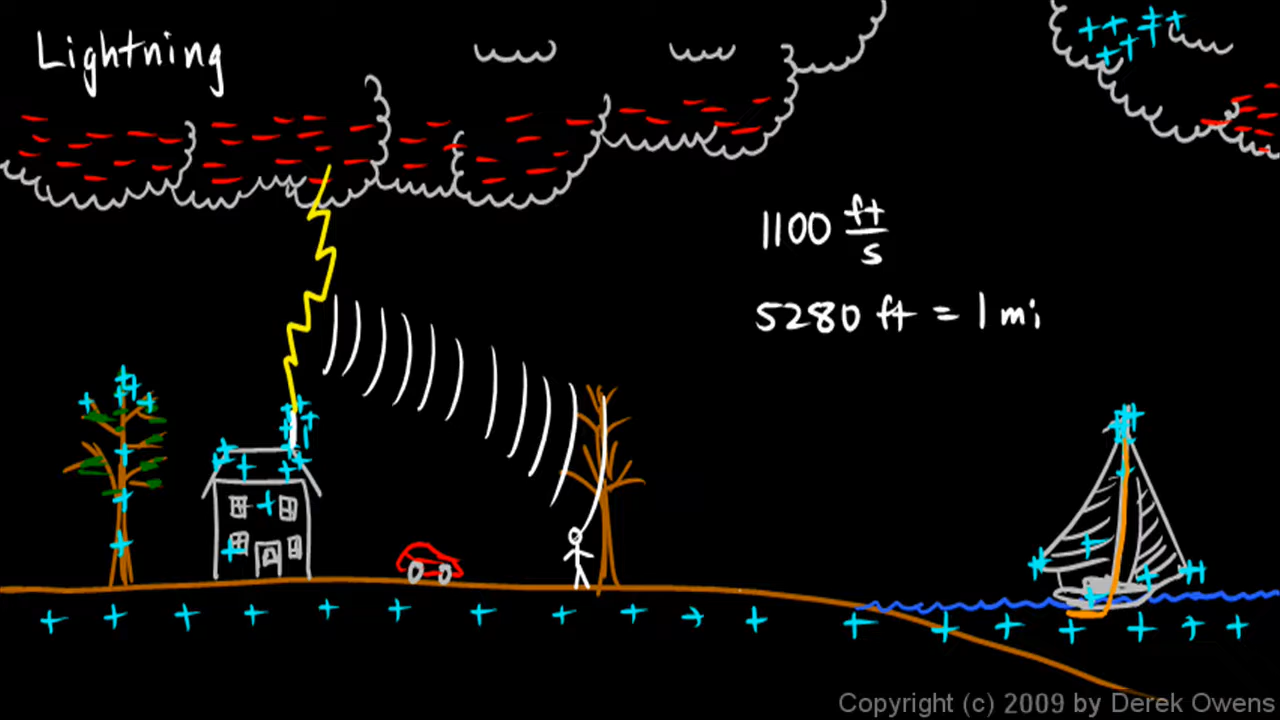 Lightning
1100 ft/s
5280 ft = 1 mi
Copyright (c) 2009 by Derek Owens